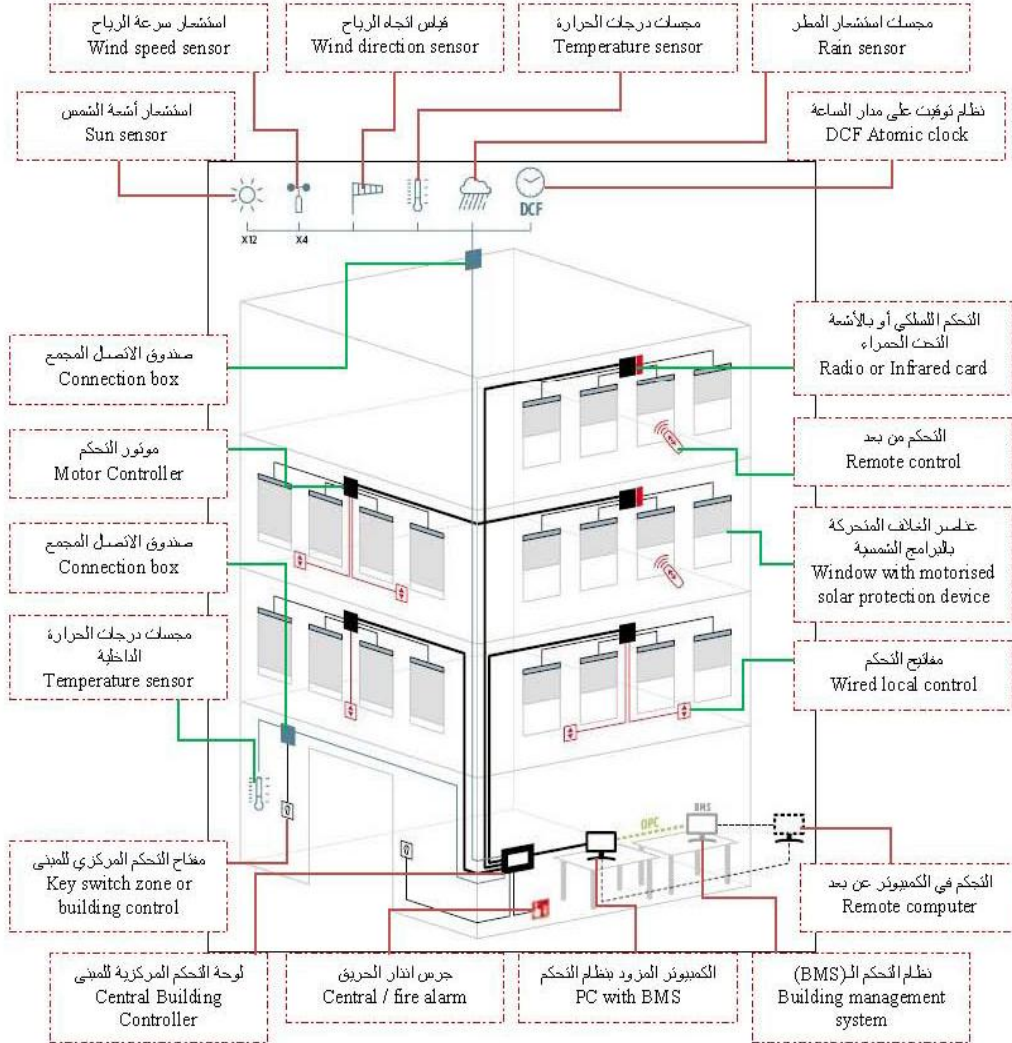 استشعار سرعة الرياح
Wind speed sensor
قياس اتجاه الرياح
Wind direction sensor
مجسات درجات الحرارة
Temperature sensor
مجسات استشعار المطر
Rain sensor
استشعار أشعة الشمس
Sun sensor
نظام توقيت على مدار الساعة
DCF Atomic clock
DCF
X12
X4
صندوق الاتصل المجمع
Connection box
التحكم اللسلكي أو بالأشعة
التحت الحمراء
Radio or Infrared card
موتور التحكم
Motor Controller
التحكم من بعد
Remote control
صندوق الاتصل المجمع
Connection box
عناصر الغلاف المتحركة
بالبرامج الشمسية
Window with motorised
solar protection device
مجسات درجات الحرارة
الداخلية
Temperature sensor
مفاتيح التحكم
Wired local control
BMS
OPC
مفتاح التحكم المركزي للمبنى
Key switch zone or
building control
التجكم في الكمبيوتر عن بعد
Remote computer
لوحة التحكم المركزية للمبنى
Central Building
Controller
جرس انذار الحريق
Central / fire alarm
الكمبيوتر المزود بنظام التحكم
PC with BMS
نظام التحكم الـ(BMS)
Building management
system